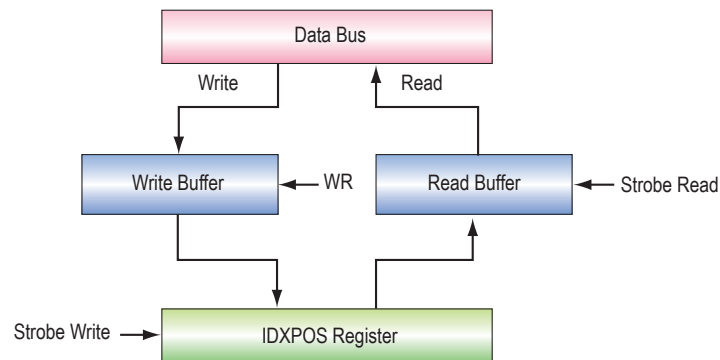 Data Bus
Write
Read
Write Buffer
WR
Read Buffer
Strobe Read
Strobe Write
IDXPOS Register